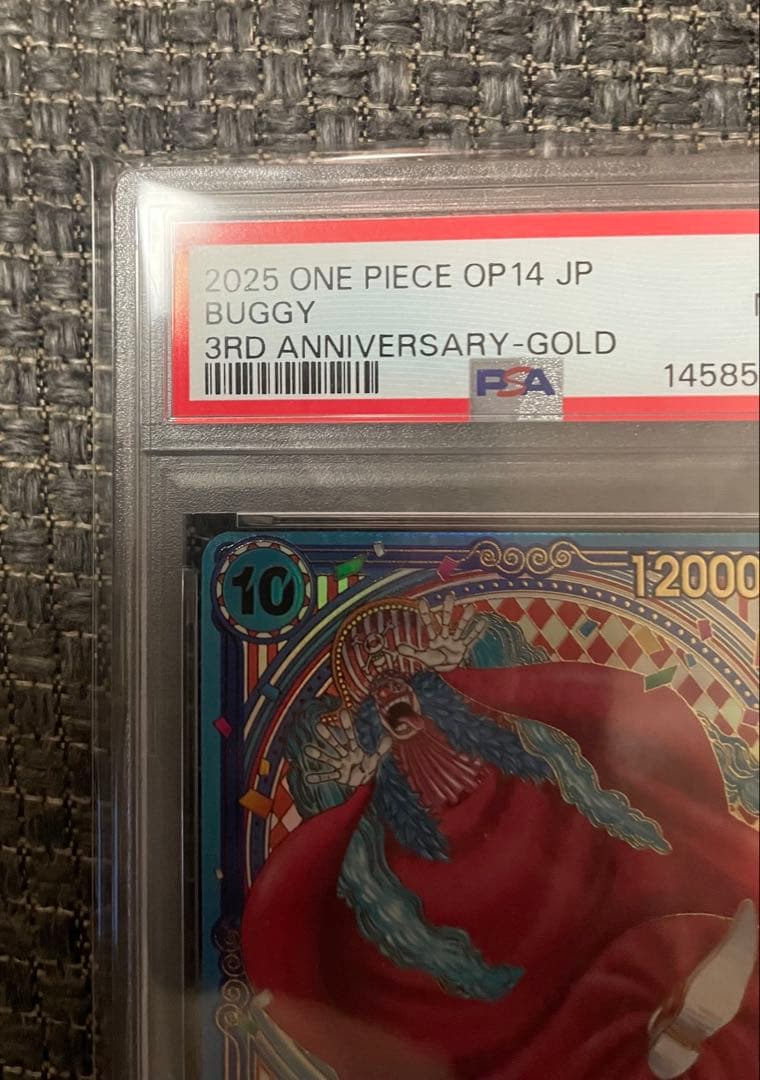 2025 ONE PIECE OP14 JP
BUGGY
3RD ANNIVERSARY-GOLD
PSA
14585
10
12000